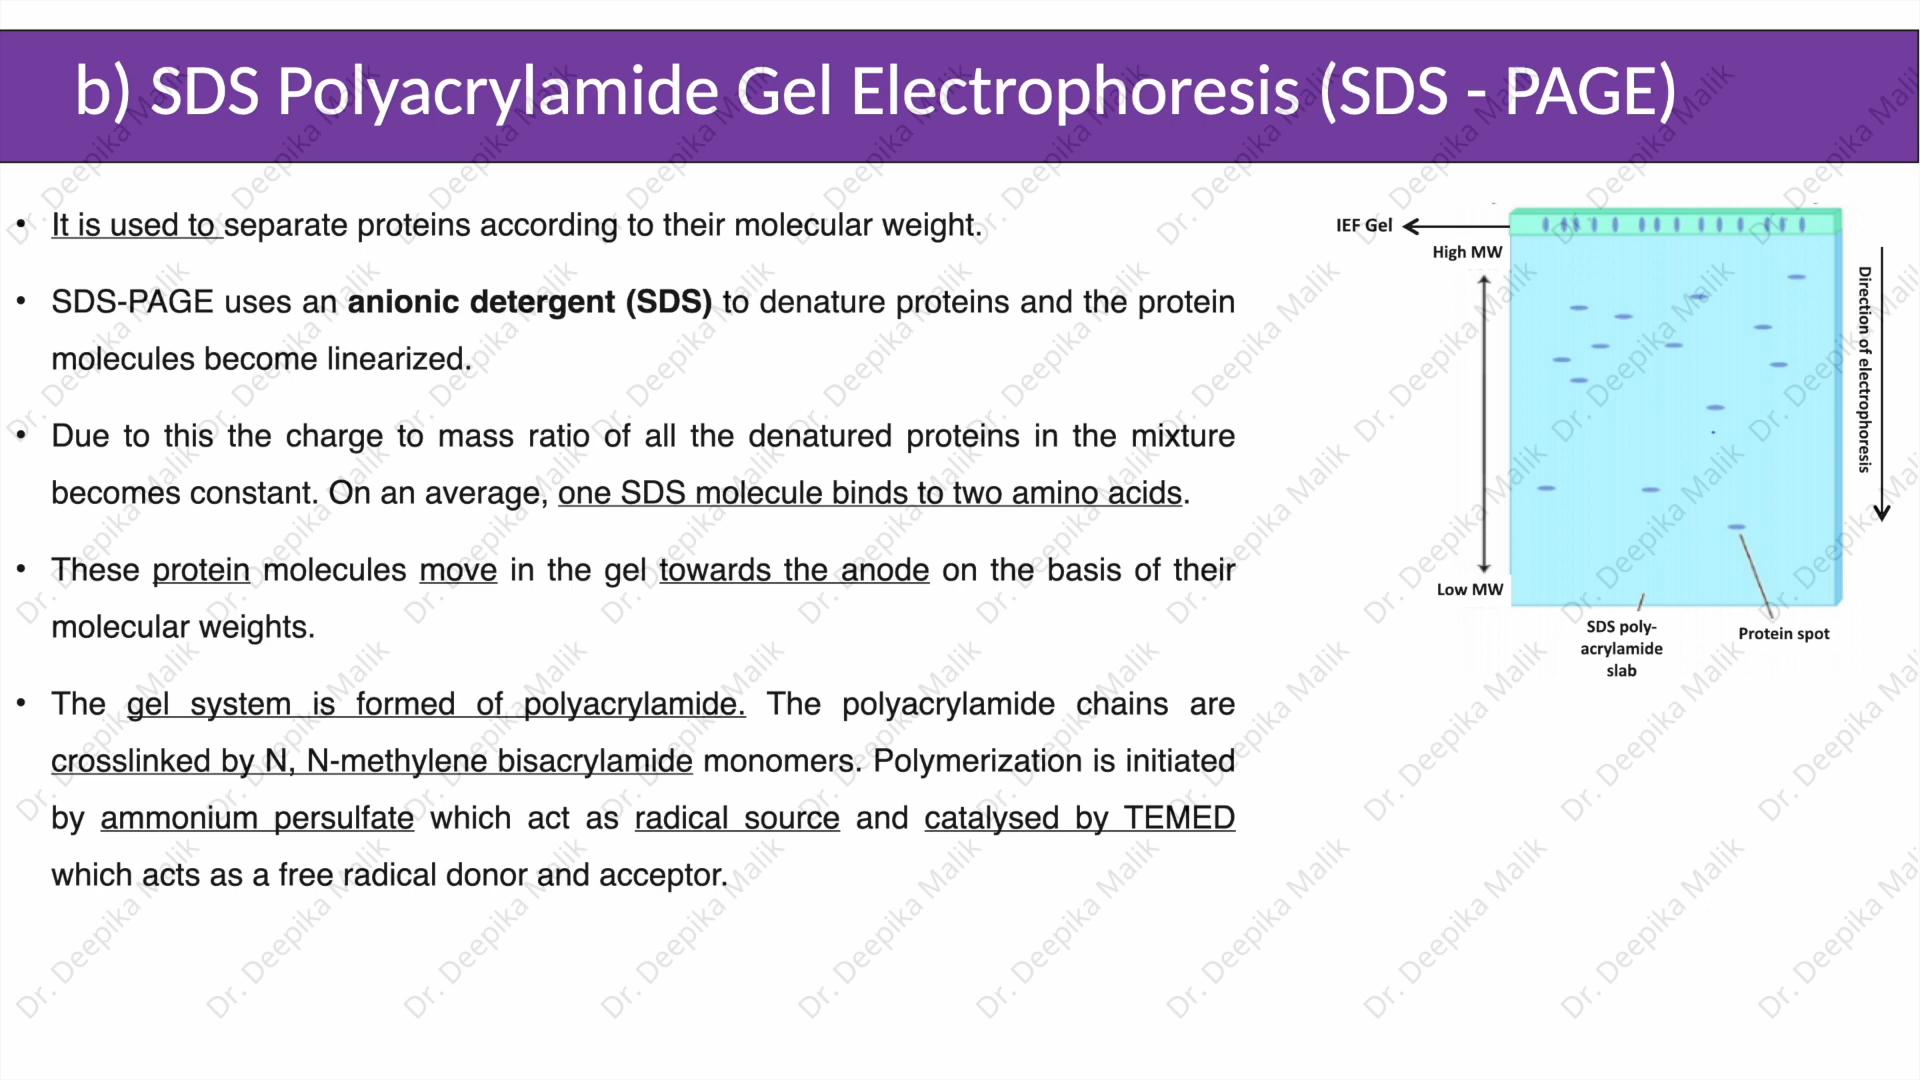 b) SDS Polyacrylamide Gel Electrophoresis (SDS - PAGE)
• It is used to separate proteins according to their molecular weight.
• SDS-PAGE uses an anionic detergent (SDS) to denature proteins and the protein
molecules become linearized.
• Due to this the charge to mass ratio of all the denatured proteins in the mixture
becomes constant. On an average, one SDS molecule binds to two amino acids.
• These protein molecules move in the gel towards the anode on the basis of their
molecular weights.
• The gel system is formed of polyacrylamide. The polyacrylamide chains are
crosslinked by N, N-methylene bisacrylamide monomers. Polymerization is initiated
by ammonium persulfate which act as radical source and catalysed by TEMED
which acts as a free radical donor and acceptor.
IEF Gel
High MW
Low MW
Direction of electrophoresis
SDS poly-
acrylamide
slab
Protein spot
Dr. Deepika Malik